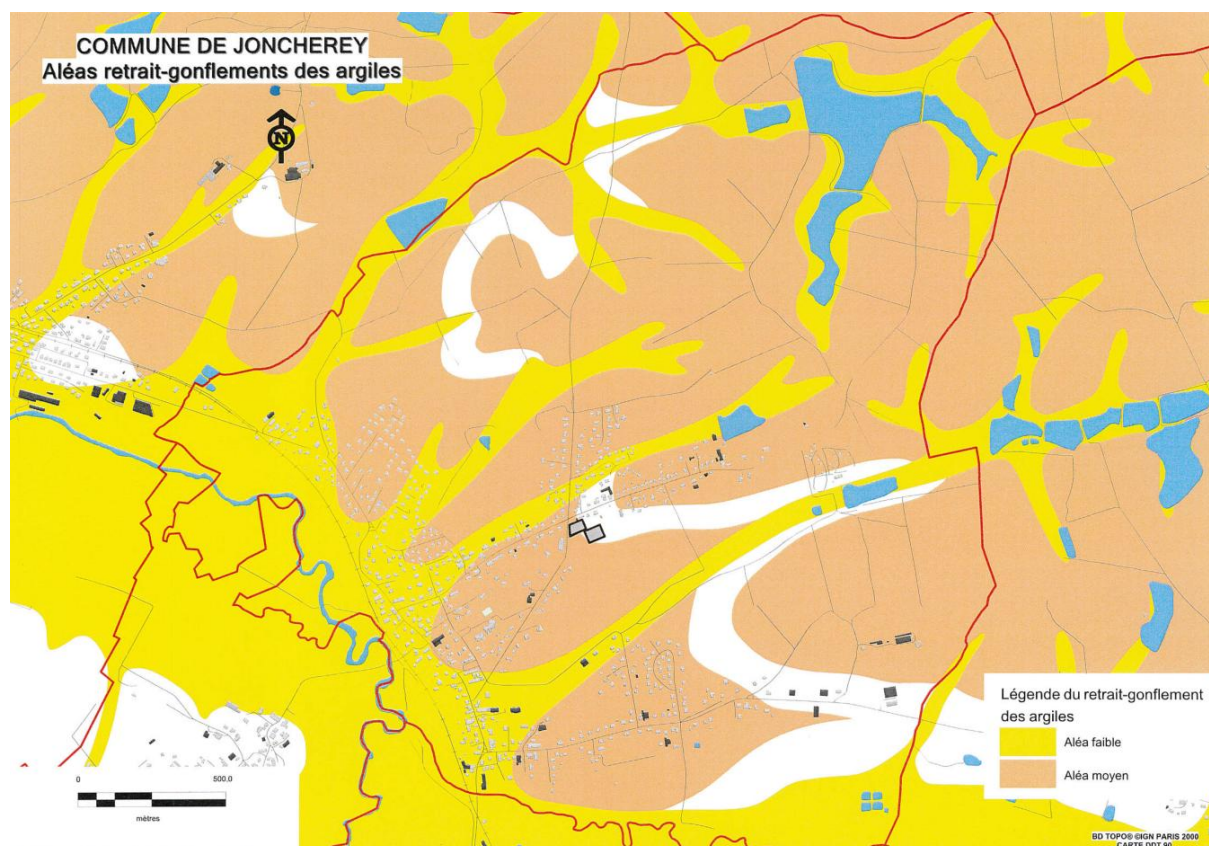 COMMUNE DE JONCHEREY
Aléas retrait-gonflements des argiles
N
Légende du retrait-gonflement
des argiles
Aléa faible
Aléa moyen
0 500,0
mètres
BD TOPO® ©IGN PARIS 2000
CARTE DDT 90